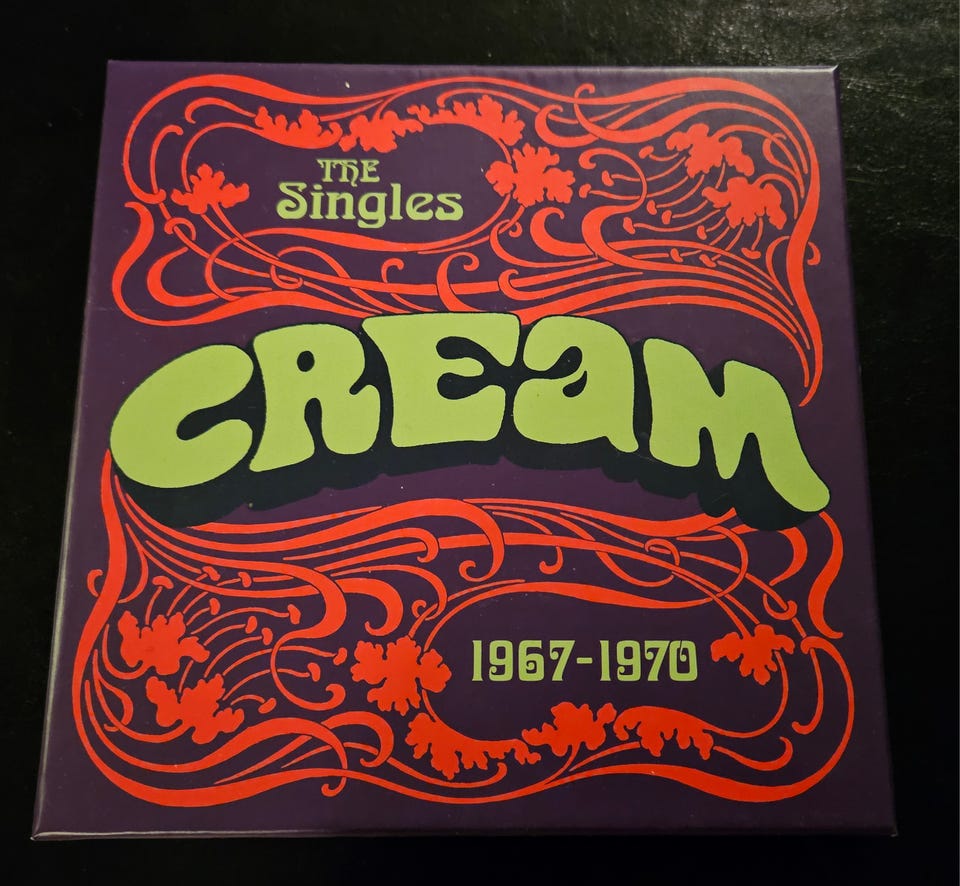 THE
Singles
CREaM
1967-1970